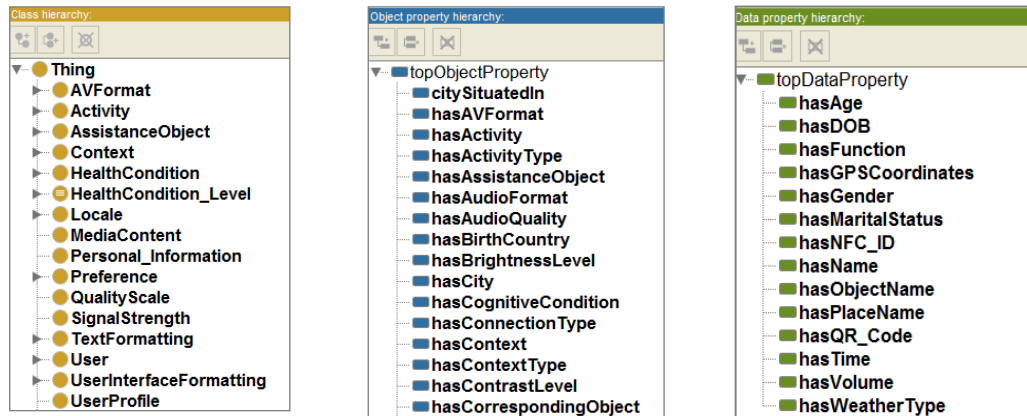 Class hierarchy:
Thing
AVFormat
Activity
AssistanceObject
Context
HealthCondition
HealthCondition_Level
Locale
MediaContent
Personal_Information
Preference
QualityScale
SignalStrength
TextFormatting
User
UserInterfaceFormatting
UserProfile
Object property hierarchy:
topObjectProperty
citySituatedIn
hasAVFormat
hasActivity
hasActivityType
hasAssistanceObject
hasAudioFormat
hasAudioQuality
hasBirthCountry
hasBrightnessLevel
hasCity
hasCognitiveCondition
hasConnectionType
hasContext
hasContextType
hasContrastLevel
hasCorrespondingObject
Data property hierarchy:
topDataProperty
hasAge
hasDOB
hasFunction
hasGPSCoordinates
hasGender
hasMaritalStatus
hasNFC_ID
hasName
hasObjectName
hasPlaceName
hasQR_Code
hasTime
hasVolume
hasWeatherType